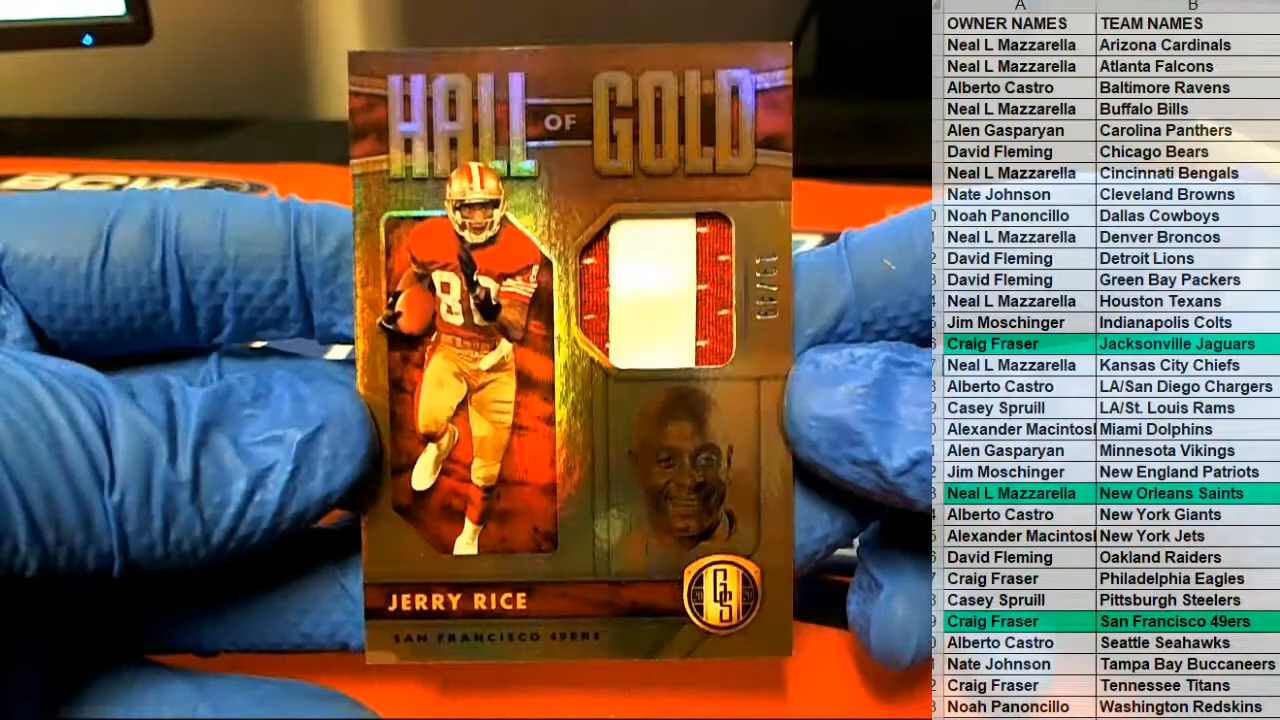 HALL OF GOLD
JERRY RICE
SAN FRANCISCO 49ERS
GS
20 20
80
A B
OWNER NAMES TEAM NAMES
Neal L Mazzarella Arizona Cardinals
Neal L Mazzarella Atlanta Falcons
Alberto Castro Baltimore Ravens
Neal L Mazzarella Buffalo Bills
Alen Gasparyan Carolina Panthers
David Fleming Chicago Bears
Neal L Mazzarella Cincinnati Bengals
Nate Johnson Cleveland Browns
Noah Panoncillo Dallas Cowboys
Neal L Mazzarella Denver Broncos
David Fleming Detroit Lions
David Fleming Green Bay Packers
Neal L Mazzarella Houston Texans
Jim Moschinger Indianapolis Colts
Craig Fraser Jacksonville Jaguars
Neal L Mazzarella Kansas City Chiefs
Alberto Castro LA/San Diego Chargers
Casey Spruill LA/St. Louis Rams
Alexander Macintosh Miami Dolphins
Alen Gasparyan Minnesota Vikings
Jim Moschinger New England Patriots
Neal L Mazzarella New Orleans Saints
Alberto Castro New York Giants
Alexander Macintosh New York Jets
David Fleming Oakland Raiders
Craig Fraser Philadelphia Eagles
Casey Spruill Pittsburgh Steelers
Craig Fraser San Francisco 49ers
Alberto Castro Seattle Seahawks
Nate Johnson Tampa Bay Buccaneers
Craig Fraser Tennessee Titans
Noah Panoncillo Washington Redskins